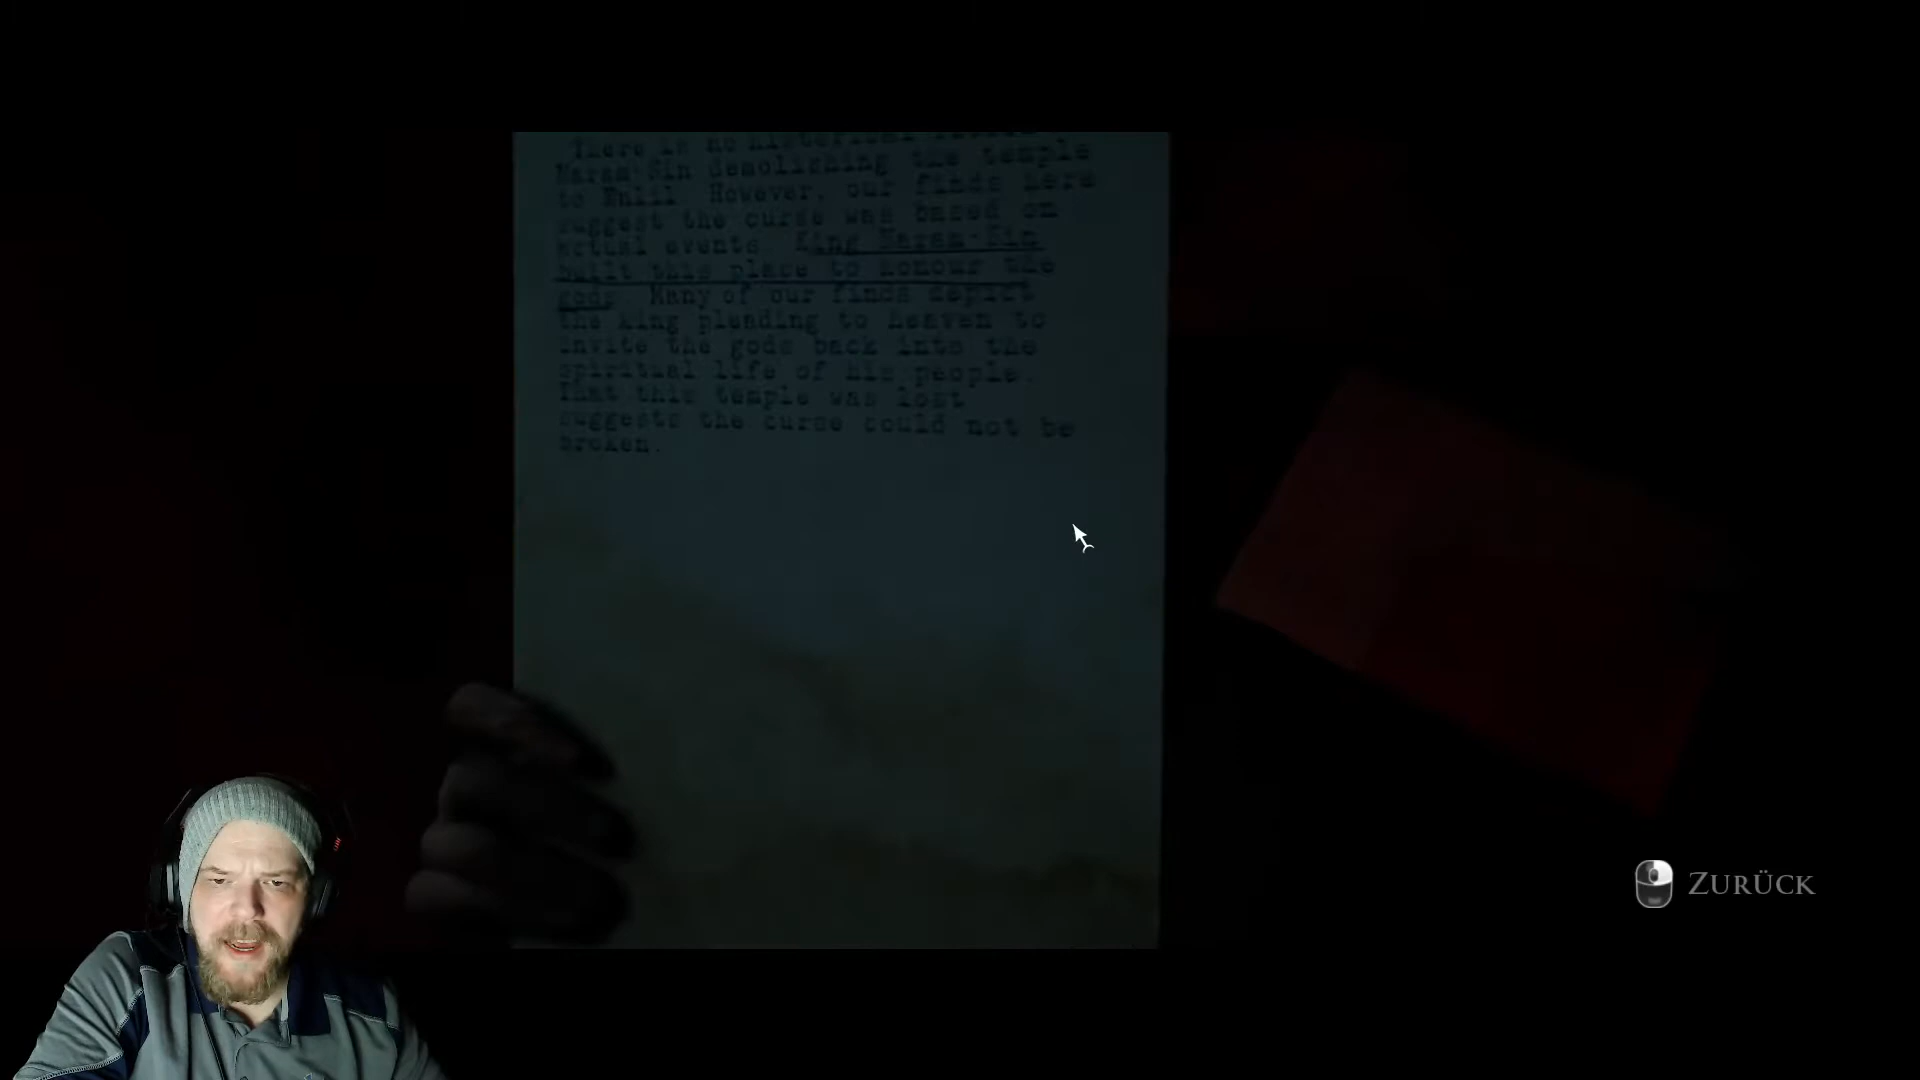 There is no historical
Naram-Sin demolishing the temple
to Enlil. However, our finds here
suggest the curse was based on
actual events. King Naram-Sin
built this place to honour the
gods. Many of our finds depict
the king pleading to heaven to
invite the gods back into the
spiritual life of his people.
That this temple was lost
suggests the curse could not be
broken.
ZURÜCK